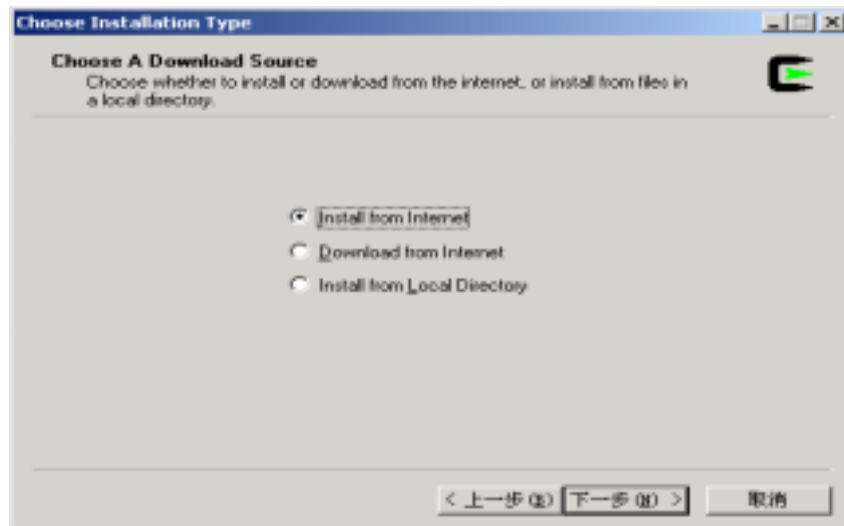 Choose Installation Type
Choose A Download Source
Choose whether to install or download from the internet, or install from files in
a local directory.
Install from Internet
Download from Internet
Install from Local Directory
< 上一步(B) 下一步(N) > 取消